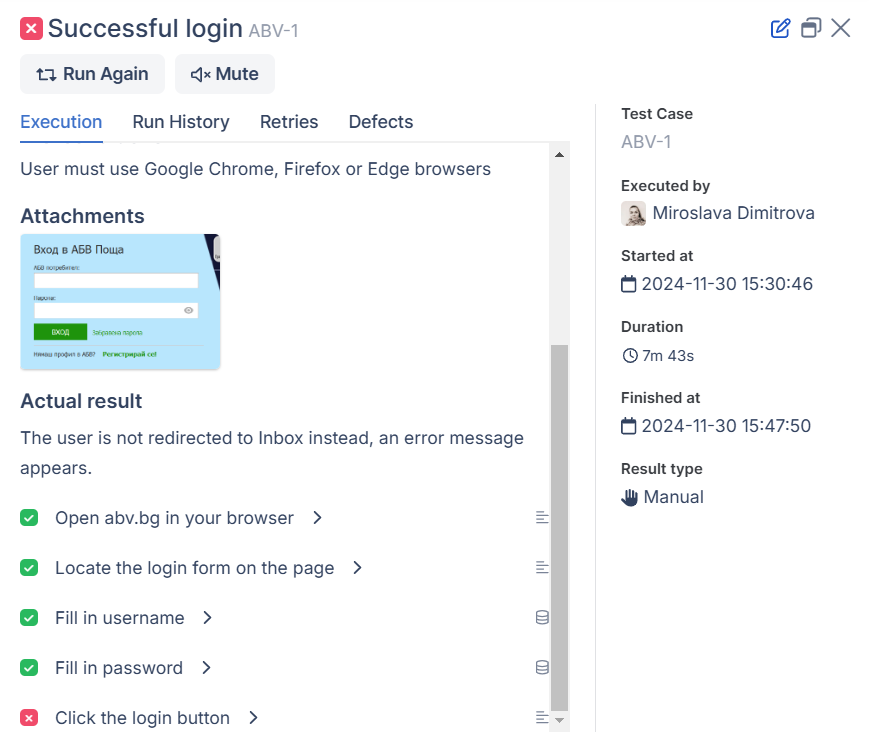 Successful login ABV-1
Run Again
Mute
Execution
Run History
Retries
Defects
User must use Google Chrome, Firefox or Edge browsers
Attachments
Вход в АБВ Поща
АБВ потребител:
Парола:
ВХОД
Забравена парола
Нямаш профил в АБВ? Регистрирай се!
Actual result
The user is not redirected to Inbox instead, an error message
appears.
Open abv.bg in your browser
Locate the login form on the page
Fill in username
Fill in password
Click the login button
Test Case
ABV-1
Executed by
Miroslava Dimitrova
Started at
2024-11-30 15:30:46
Duration
7m 43s
Finished at
2024-11-30 15:47:50
Result type
Manual